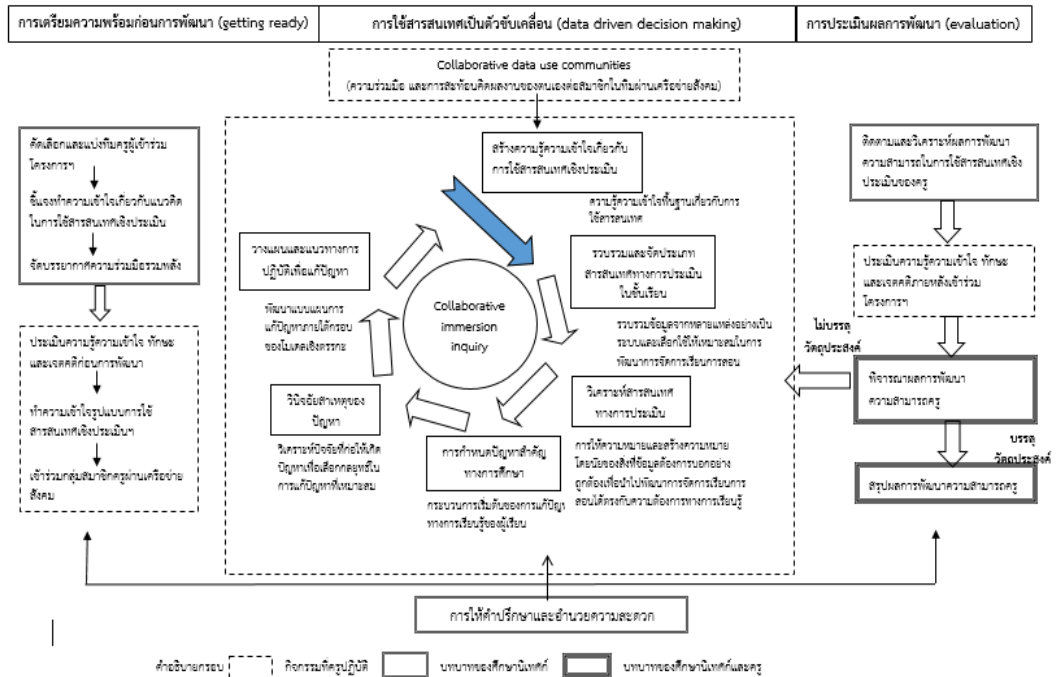 การเตรียมความพร้อมก่อนการพัฒนา (getting ready)
การใช้สารสนเทศเป็นตัวขับเคลื่อน (data driven decision making)
การประเมินผลการพัฒนา (evaluation)
Collaborative data use communities
(ความร่วมมือ และการสะท้อนคิดผลงานของตนเองต่อสมาชิกในทีมผ่านเครือข่ายสังคม)
คัดเลือกและแบ่งทีมครูผู้เข้าร่วม
โครงการฯ
ชี้แจงทำความเข้าใจเกี่ยวกับแนวคิด
ในการใช้สารสนเทศเชิงประเมิน
จัดบรรยากาศความร่วมมือรวมพลัง
ประเมินความรู้ความเข้าใจ ทักษะ
และเจตคติก่อนการพัฒนา
ทำความเข้าใจรูปแบบการใช้
สารสนเทศเชิงประเมินฯ
เข้าร่วมกลุ่มสมาชิกครูผ่านเครือข่าย
สังคม
สร้างความรู้ความเข้าใจเกี่ยวกับ
การใช้สารสนเทศเชิงประเมิน
ความรู้ความเข้าใจพื้นฐานเกี่ยวกับการ
ใช้สารสนเทศ
รวบรวมและจัดประเภท
สารสนเทศทางการประเมิน
ในชั้นเรียน
รวบรวมข้อมูลจากหลายแหล่งอย่างเป็น
ระบบและเลือกใช้ให้เหมาะสมในการ
พัฒนาการจัดการเรียนการสอน
วิเคราะห์สารสนเทศ
ทางการประเมิน
การให้ความหมายและสร้างความหมาย
โดยนัยของสิ่งที่ข้อมูลต้องการบอกอย่าง
ถูกต้องเพื่อนำไปพัฒนาการจัดการเรียนการ
สอนได้ตรงกับความต้องการทางการเรียนรู้
การกำหนดปัญหาสำคัญ
ทางการศึกษา
กระบวนการเริ่มต้นของการแก้ปัญ
ทางการเรียนรู้ของผู้เรียน
วินิจฉัยสาเหตุของ
ปัญหา
วิเคราะห์ปัจจัยที่ก่อให้เกิด
ปัญหาเพื่อเลือกกลยุทธ์ใน
การแก้ปัญหาที่เหมาะสม
วางแผนและแนวทางการ
ปฏิบัติเพื่อแก้ปัญหา
พัฒนาแบบแผนการ
แก้ปัญหาภายใต้กรอบ
ของโมเดลเชิงตรรกะ
Collaborative
immersion
inquiry
ติดตามและวิเคราะห์ผลการพัฒนา
ความสามารถในการใช้สารสนเทศเชิง
ประเมินของครู
ประเมินความรู้ความเข้าใจ ทักษะ
และเจตคติภายหลังเข้าร่วม
โครงการฯ
ไม่บรรลุ
วัตถุประสงค์
พิจารณาผลการพัฒนา
ความสามารถครู
บรรลุ
วัตถุประสงค์
สรุปผลการพัฒนาความสามารถครู
การให้คำปรึกษาและอำนวยความสะดวก
คำอธิบายกรอบ กิจกรรมที่ครูปฏิบัติ บทบาทของศึกษานิเทศก์ บทบาทของศึกษานิเทศก์และครู